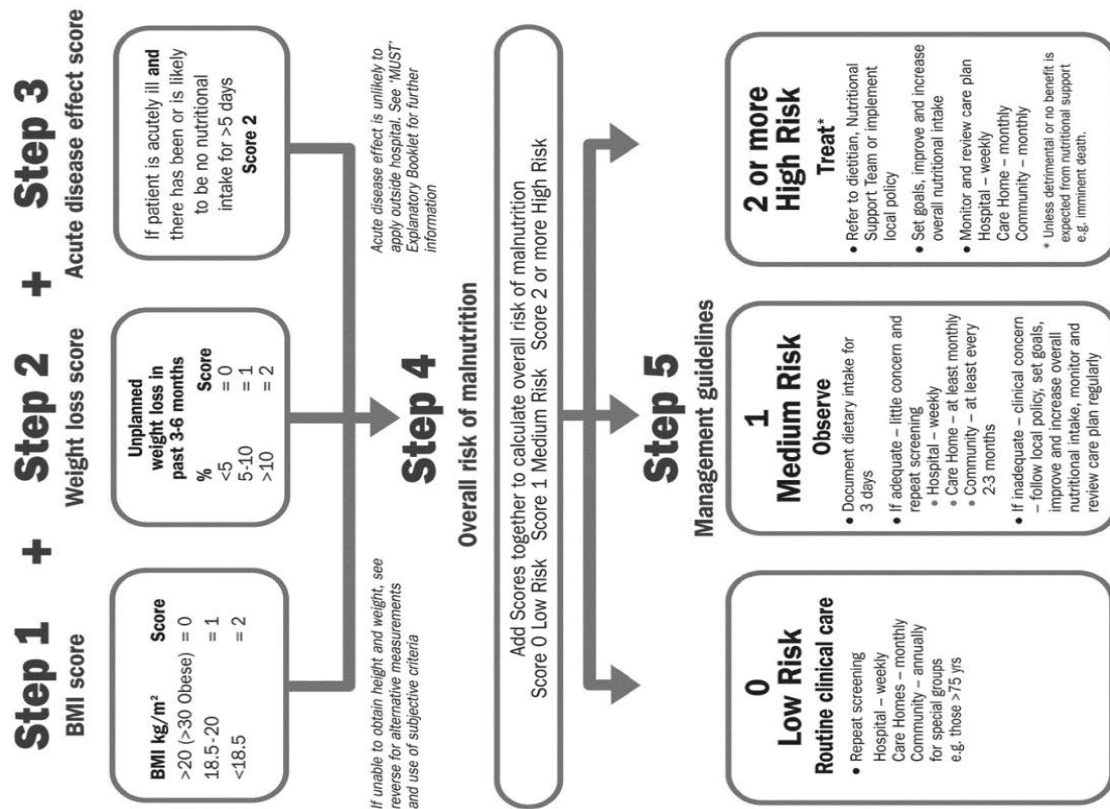 Step 1 + Step 2 + Step 3
BMI score
Weight loss score
Acute disease effect score
BMI kg/m² Score
>20 (>30 Obese) = 0
18.5-20 = 1
<18.5 = 2
Unplanned
weight loss in
past 3-6 months
% Score
<5 = 0
5-10 = 1
>10 = 2
If patient is acutely ill and
there has been or is likely
to be no nutritional
intake for >5 days
Score 2
If unable to obtain height and weight, see
reverse for alternative measurements
and use of subjective criteria
Acute disease effect is unlikely to
apply outside hospital. See 'MUST'
Explanatory Booklet for further
information
Step 4
Overall risk of malnutrition
Add Scores together to calculate overall risk of malnutrition
Score 0 Low Risk Score 1 Medium Risk Score 2 or more High Risk
Step 5
Management guidelines
0
Low Risk
Routine clinical care
• Repeat screening
Hospital – weekly
Care Homes – monthly
Community – annually
for special groups
e.g. those >75 yrs
1
Medium Risk
Observe
• Document dietary intake for
3 days
• If adequate – little concern and
repeat screening
• Hospital – weekly
• Care Home – at least monthly
• Community – at least every
2-3 months
• If inadequate – clinical concern
– follow local policy, set goals,
improve and increase overall
nutritional intake, monitor and
review care plan regularly
2 or more
High Risk
Treat*
• Refer to dietitian, Nutritional
Support Team or implement
local policy
• Set goals, improve and increase
overall nutritional intake
• Monitor and review care plan
Hospital – weekly
Care Home – monthly
Community – monthly
* Unless detrimental or no benefit is
expected from nutritional support
e.g. imminent death.